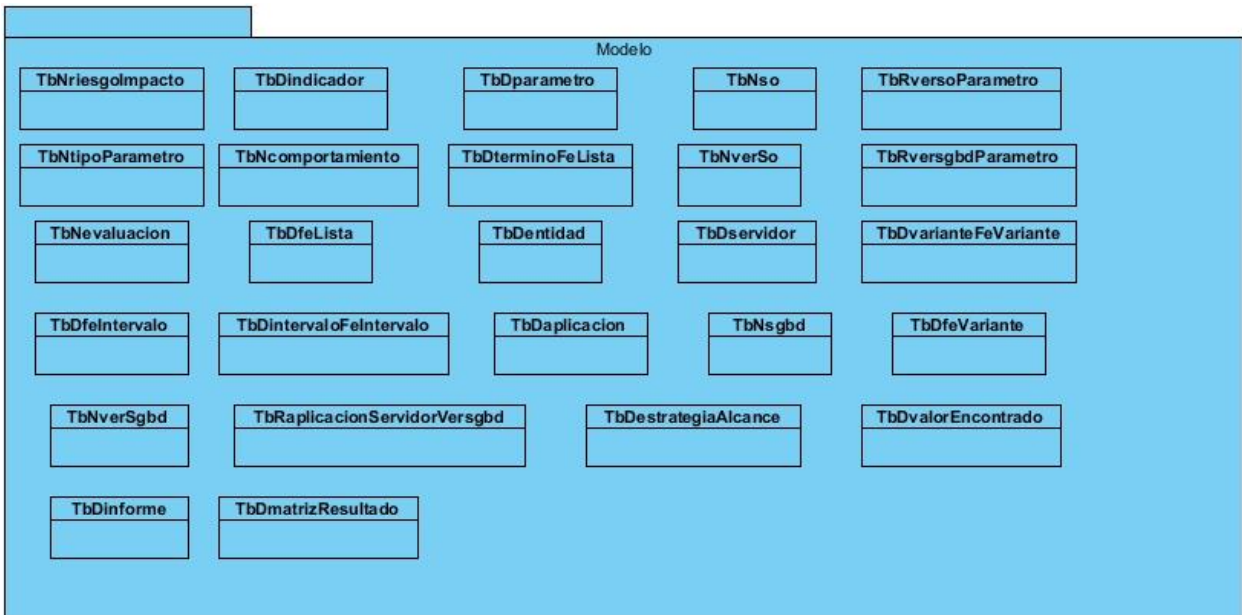 Modelo
TbNriesgoImpacto
TbDindicador
TbDparametro
TbNso
TbRversoParametro
TbNtipoParametro
TbNcomportamiento
TbDterminoFeLista
TbNverSo
TbRversgbdParametro
TbNevaluacion
TbDfeLista
TbDentidad
TbDservidor
TbDvarianteFeVariante
TbDfeIntervalo
TbDintervaloFeIntervalo
TbDaplicacion
TbNsgbd
TbDfeVariante
TbNverSgbd
TbRaplicacionServidorVersgbd
TbDestrategiaAlcance
TbDvalorEncontrado
TbDinforme
TbDmatrizResultado